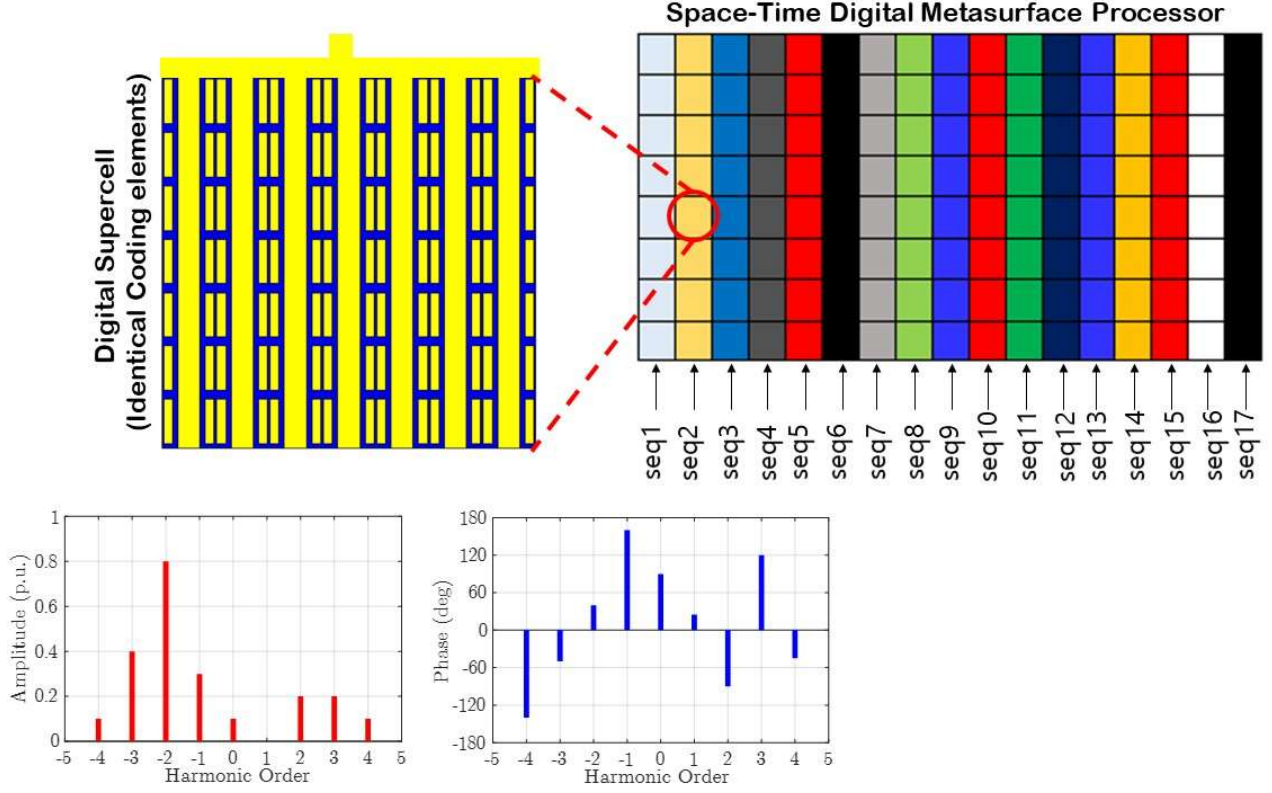 Space-Time Digital Metasurface Processor
Digital Supercell
(Identical Coding elements)
seq1
seq2
seq3
seq4
seq5
seq6
seq7
seq8
seq9
seq10
seq11
seq12
seq13
seq14
seq15
seq16
seq17
Amplitude (p.u.)
1
0.8
0.6
0.4
0.2
0
-5 -4 -3 -2 -1 0 1 2 3 4 5
Harmonic Order
Phase (deg)
180
120
60
0
-60
-120
-180
-5 -4 -3 -2 -1 0 1 2 3 4 5
Harmonic Order